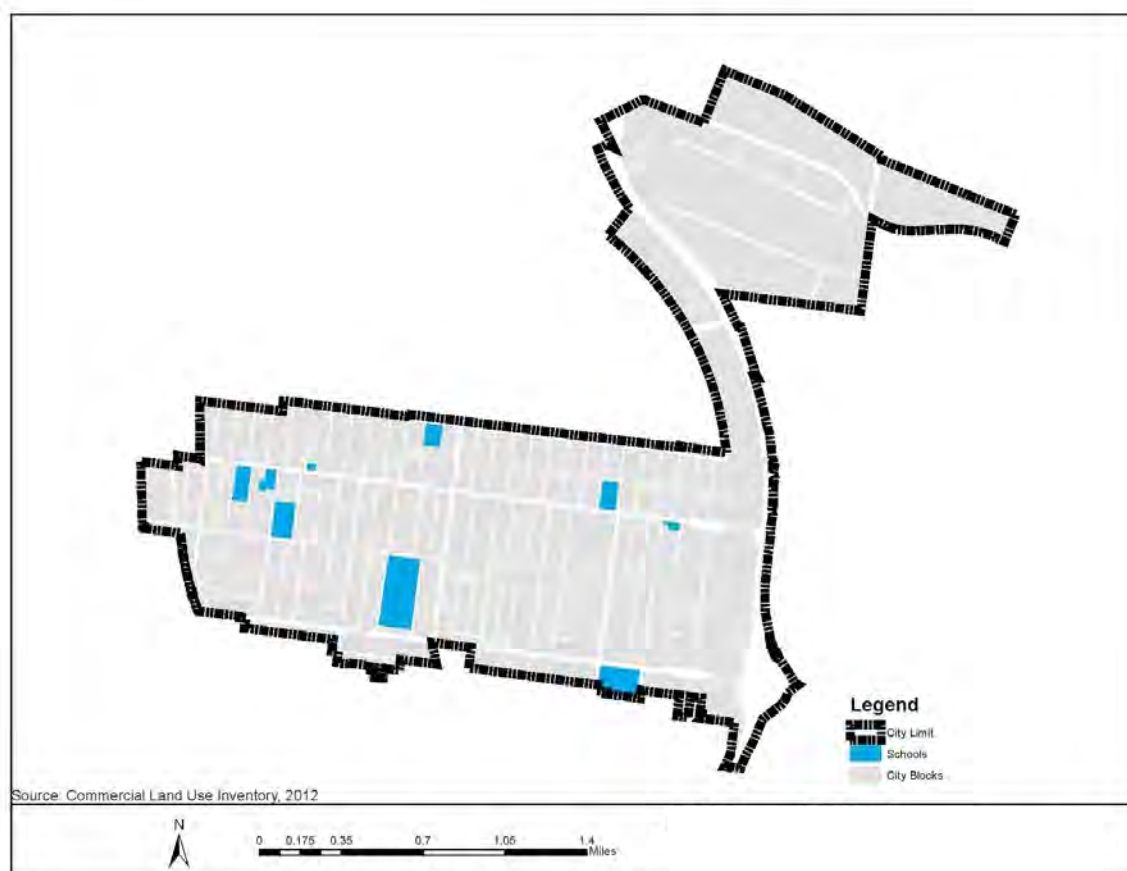 Legend
City Limit
Schools
City Blocks
Source: Commercial Land Use Inventory, 2012
N
0 0.175 0.35 0.7 1.05 1.4
Miles